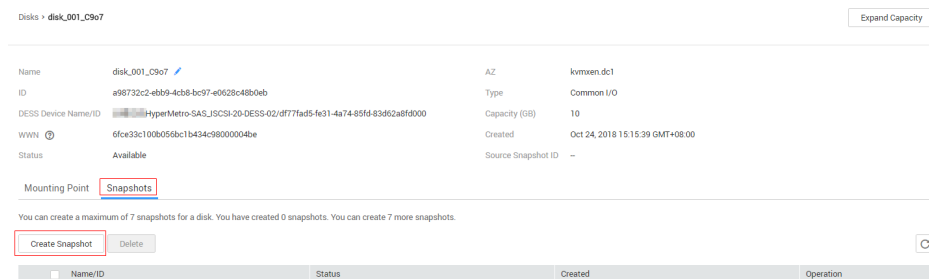 Disks > disk_001_C9o7
Expand Capacity
Name disk_001_C9o7 AZ kvmxen.dc1
ID a98732c2-ebb9-4cb8-bc97-e0628c48b0eb Type Common I/O
DESS Device Name/ID HyperMetro-SAS_ISCSI-20-DESS-02/df77fad5-fe31-4a74-85fd-83d62a8fd000 Capacity (GB) 10
WWN ? 6fce33c100b056bc1b434c98000004be Created Oct 24, 2018 15:15:39 GMT+08:00
Status Available Source Snapshot ID --
Mounting Point Snapshots
You can create a maximum of 7 snapshots for a disk. You have created 0 snapshots. You can create 7 more snapshots.
Create Snapshot Delete
Name/ID Status Created Operation